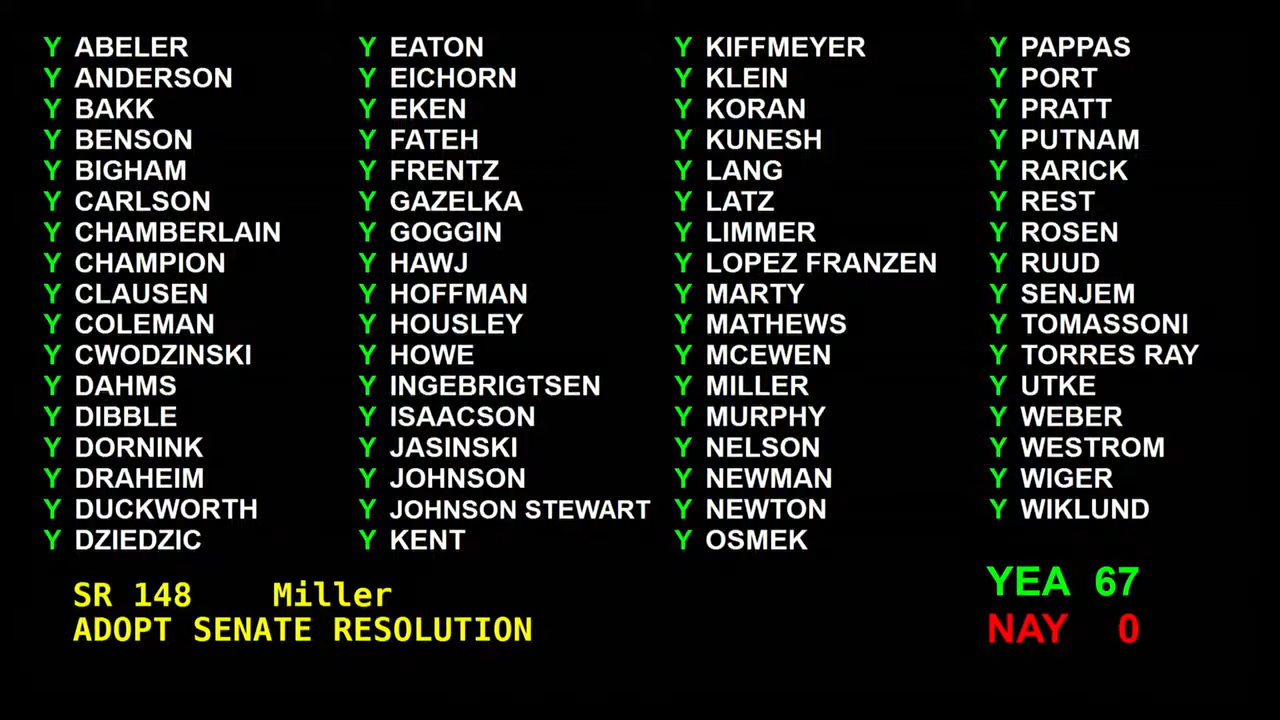 Y ABELER Y EATON Y KIFFMEYER Y PAPPAS
Y ANDERSON Y EICHORN Y KLEIN Y PORT
Y BAKK Y EKEN Y KORAN Y PRATT
Y BENSON Y FATEH Y KUNESH Y PUTNAM
Y BIGHAM Y FRENTZ Y LANG Y RARICK
Y CARLSON Y GAZELKA Y LATZ Y REST
Y CHAMBERLAIN Y GOGGIN Y LIMMER Y ROSEN
Y CHAMPION Y HAWJ Y LOPEZ FRANZEN Y RUUD
Y CLAUSEN Y HOFFMAN Y MARTY Y SENJEM
Y COLEMAN Y HOUSLEY Y MATHEWS Y TOMASSONI
Y CWODZINSKI Y HOWE Y MCEWEN Y TORRES RAY
Y DAHMS Y INGEBRIGTSEN Y MILLER Y UTKE
Y DIBBLE Y ISAACSON Y MURPHY Y WEBER
Y DORNINK Y JASINSKI Y NELSON Y WESTROM
Y DRAHEIM Y JOHNSON Y NEWMAN Y WIGER
Y DUCKWORTH Y JOHNSON STEWART Y NEWTON Y WIKLUND
Y DZIEDZIC Y KENT Y OSMEK
SR 148 Miller
ADOPT SENATE RESOLUTION
YEA 67
NAY 0